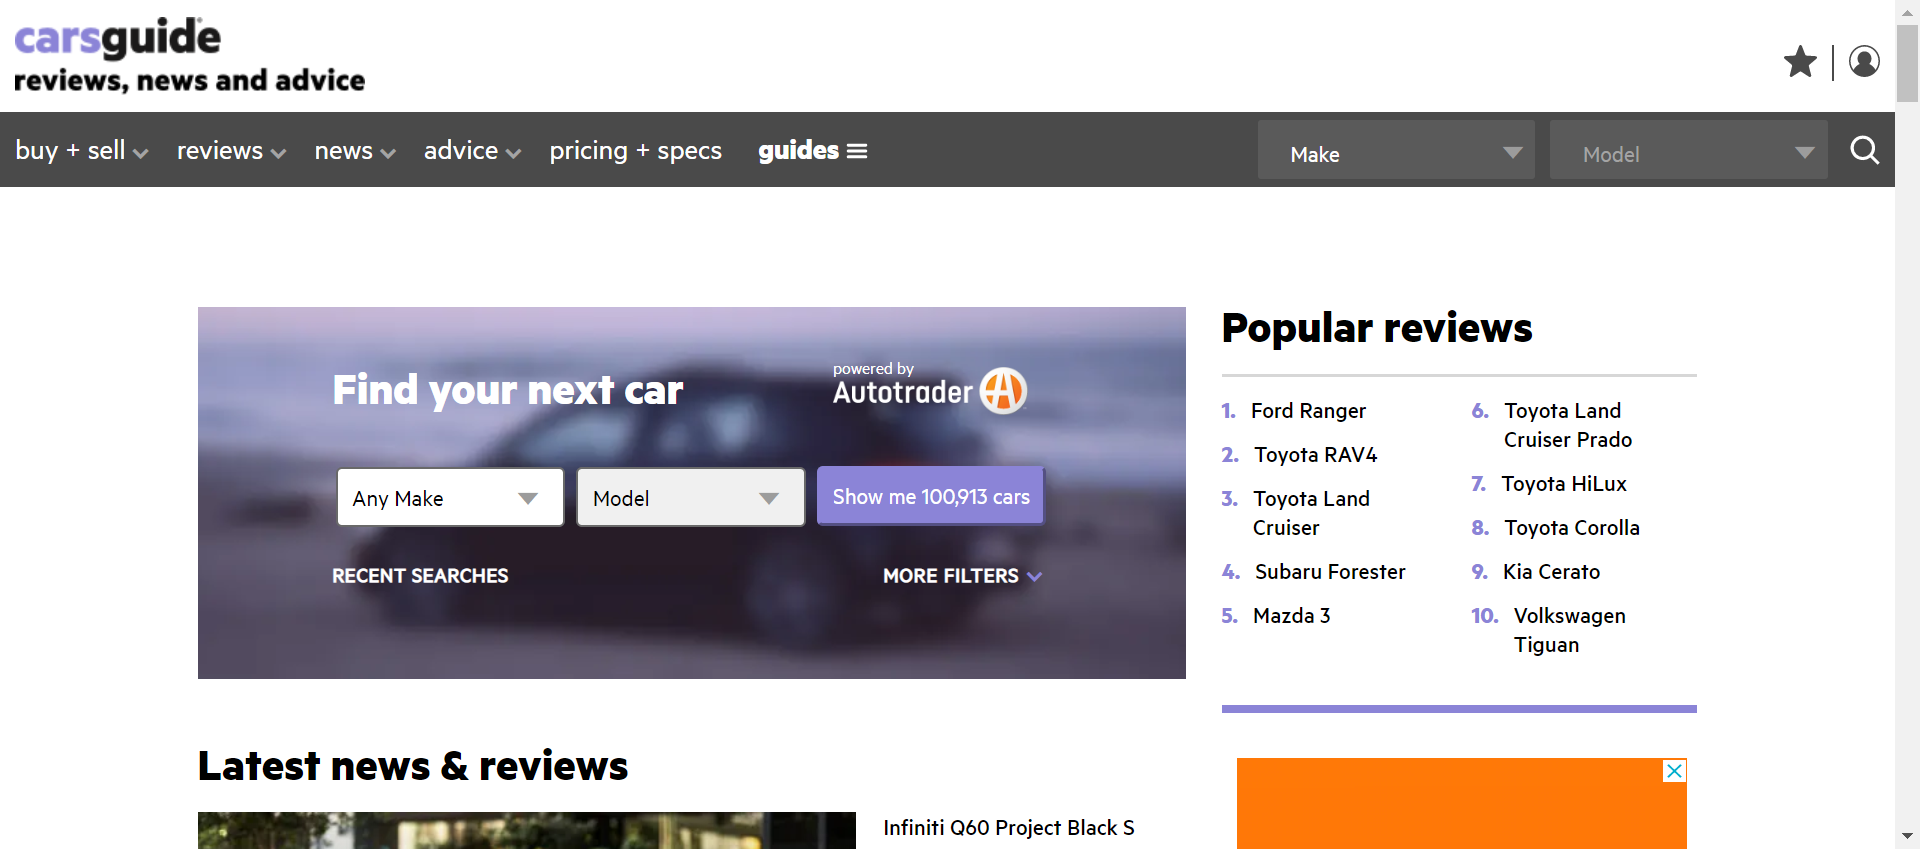 carsguide
reviews, news and advice
buy + sell
reviews
news
advice
pricing + specs
guides
Make
Model
Find your next car
powered by
Autotrader
Any Make
Model
Show me 100,913 cars
RECENT SEARCHES
MORE FILTERS
Popular reviews
1. Ford Ranger
2. Toyota RAV4
3. Toyota Land
Cruiser
4. Subaru Forester
5. Mazda 3
6. Toyota Land
Cruiser Prado
7. Toyota HiLux
8. Toyota Corolla
9. Kia Cerato
10. Volkswagen
Tiguan
Latest news & reviews
Infiniti Q60 Project Black S